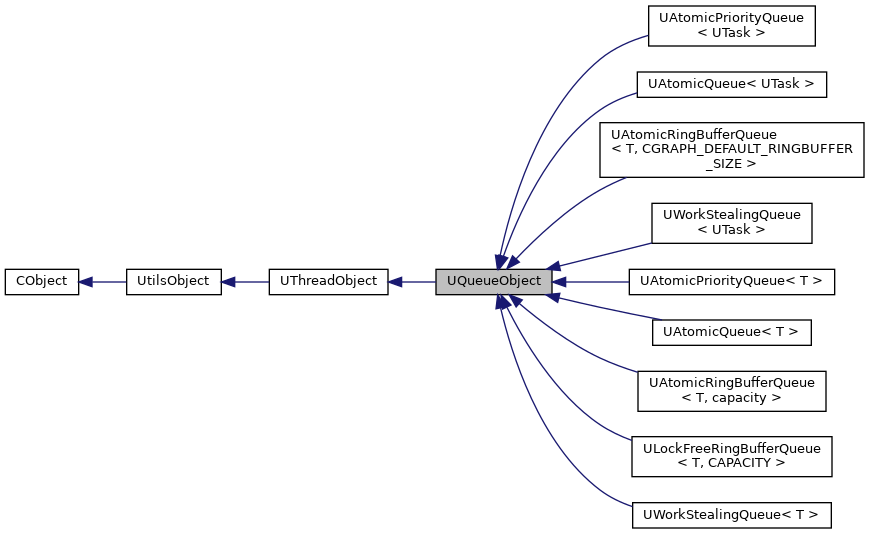 UAtomicPriorityQueue
< UTask >
UAtomicQueue< UTask >
UAtomicRingBufferQueue
< T, CGRAPH_DEFAULT_RINGBUFFER
_SIZE >
UWorkStealingQueue
< UTask >
CObject
UtilsObject
UThreadObject
UQueueObject
UAtomicPriorityQueue< T >
UAtomicQueue< T >
UAtomicRingBufferQueue
< T, capacity >
ULockFreeRingBufferQueue
< T, CAPACITY >
UWorkStealingQueue< T >